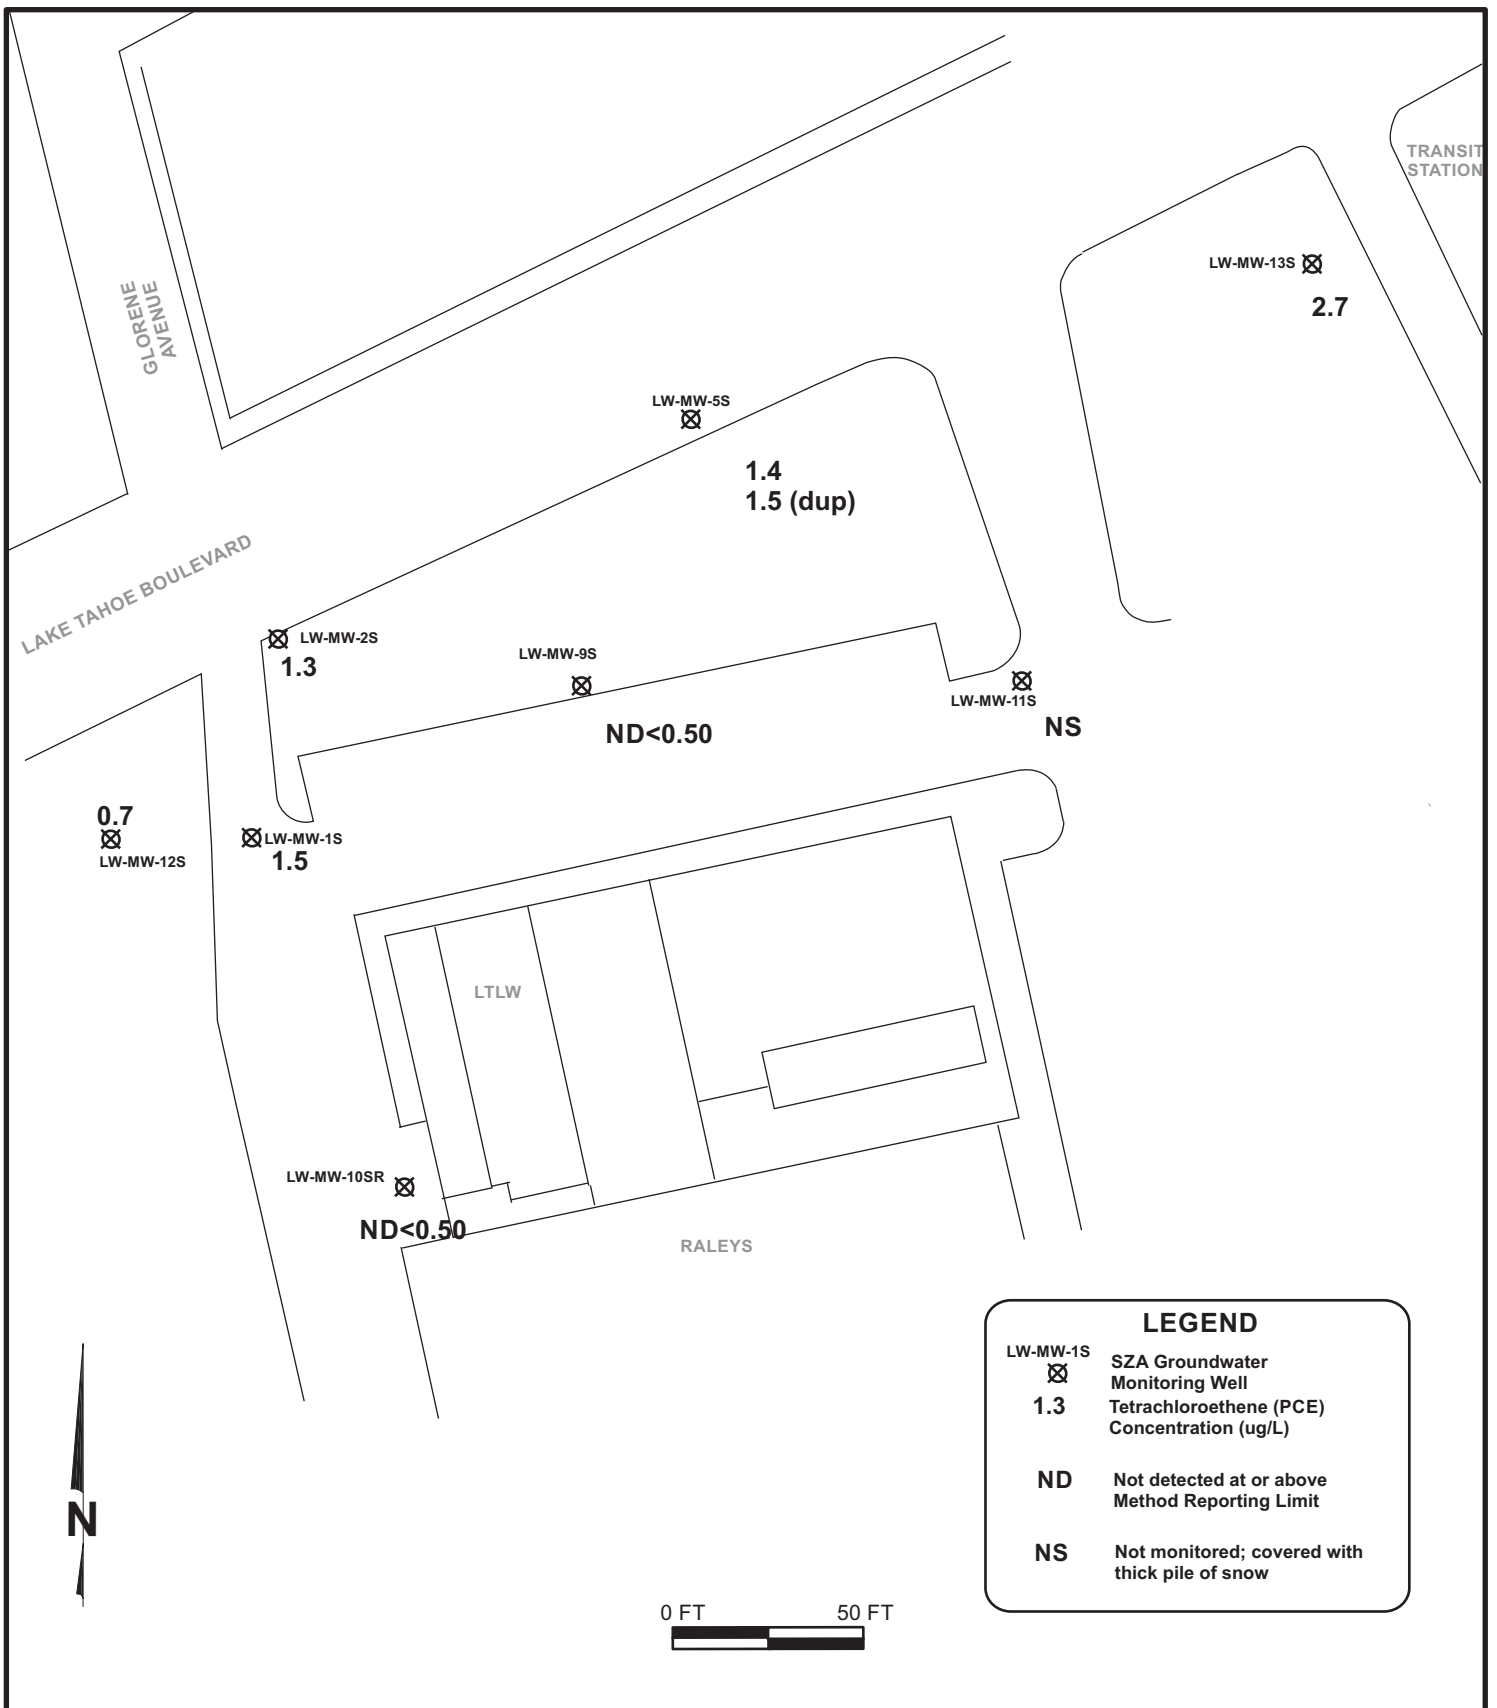 TRANSIT
STATION
LW-MW-13S
2.7
GLORENE
AVENUE
LW-MW-5S
1.4
1.5 (dup)
LAKE TAHOE BOULEVARD
LW-MW-2S
1.3
LW-MW-9S
ND<0.50
LW-MW-11S
NS
0.7
LW-MW-12S
LW-MW-1S
1.5
LTLW
LW-MW-10SR
ND<0.50
RALEYS
LEGEND
LW-MW-1S
SZA Groundwater
Monitoring Well
1.3
Tetrachloroethene (PCE)
Concentration (ug/L)
ND
Not detected at or above
Method Reporting Limit
NS
Not monitored; covered with
thick pile of snow
N
0 FT
50 FT